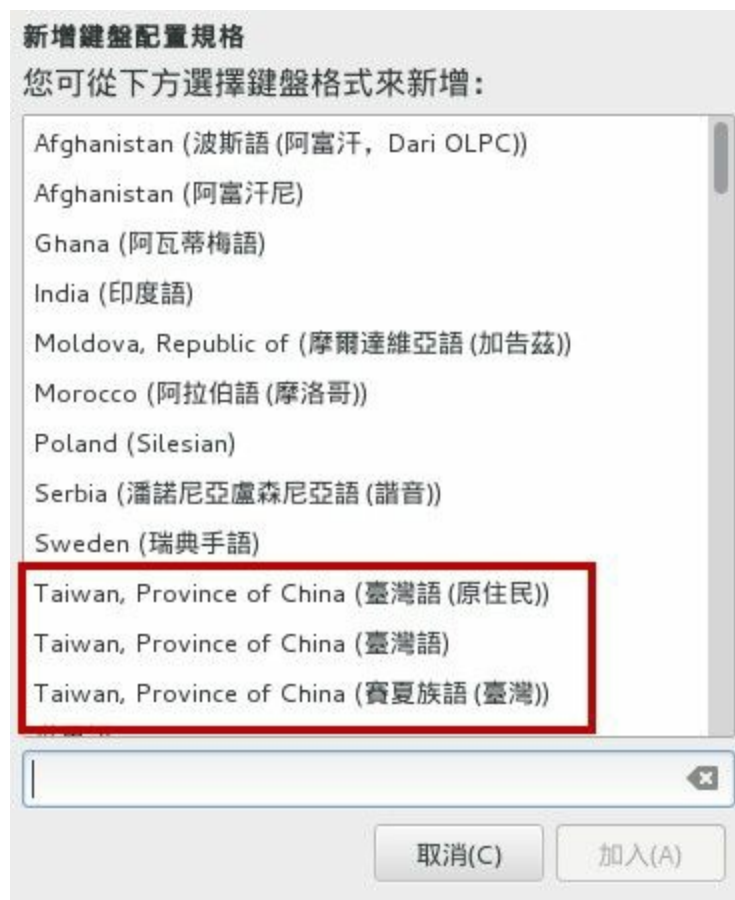 新增鍵盤配置規格
您可從下方選擇鍵盤格式來新增：
Afghanistan (波斯語 (阿富汗，Dari OLPC))
Afghanistan (阿富汗尼)
Ghana (阿瓦蒂梅語)
India (印度語)
Moldova, Republic of (摩爾達維亞語 (加告茲))
Morocco (阿拉伯語 (摩洛哥))
Poland (Silesian)
Serbia (潘諾尼亞盧森尼亞語 (諧音))
Sweden (瑞典手語)
Taiwan, Province of China (臺灣語 (原住民))
Taiwan, Province of China (臺灣語)
Taiwan, Province of China (賽夏族語 (臺灣))
取消(C)
加入(A)